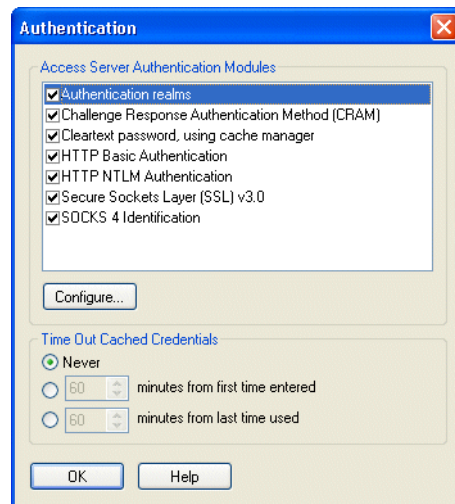 Authentication
Access Server Authentication Modules
Authentication realms
Challenge Response Authentication Method (CRAM)
Cleartext password, using cache manager
HTTP Basic Authentication
HTTP NTLM Authentication
Secure Sockets Layer (SSL) v3.0
SOCKS 4 Identification
Configure...
Time Out Cached Credentials
Never
60 minutes from first time entered
60 minutes from last time used
OK Help